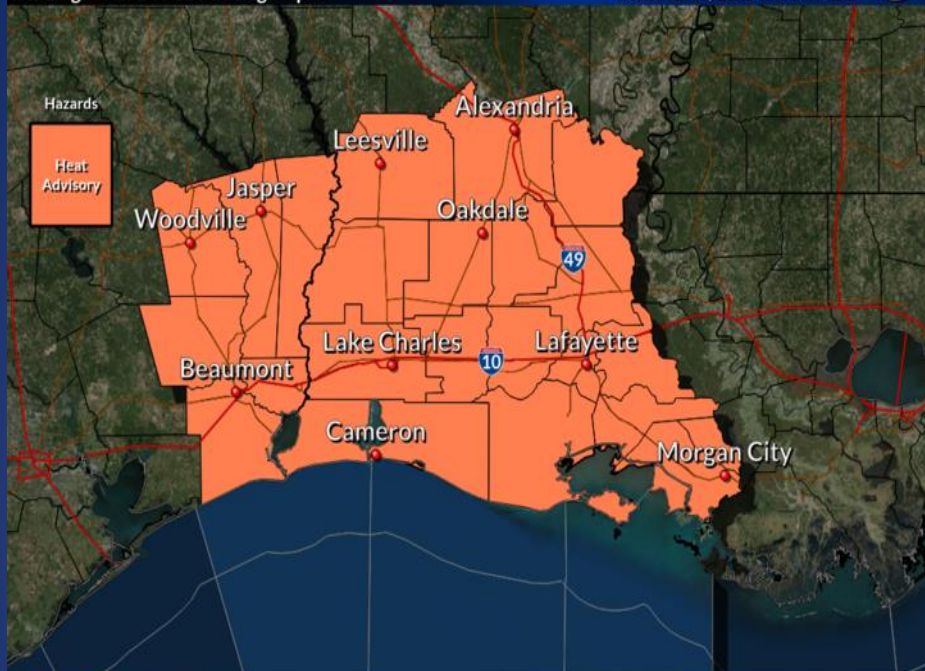 Hazards
Heat
Advisory
Alexandria
Leesville
Jasper
Oakdale
Woodville
49
Lake Charles
Lafayette
10
Beaumont
Cameron
Morgan City